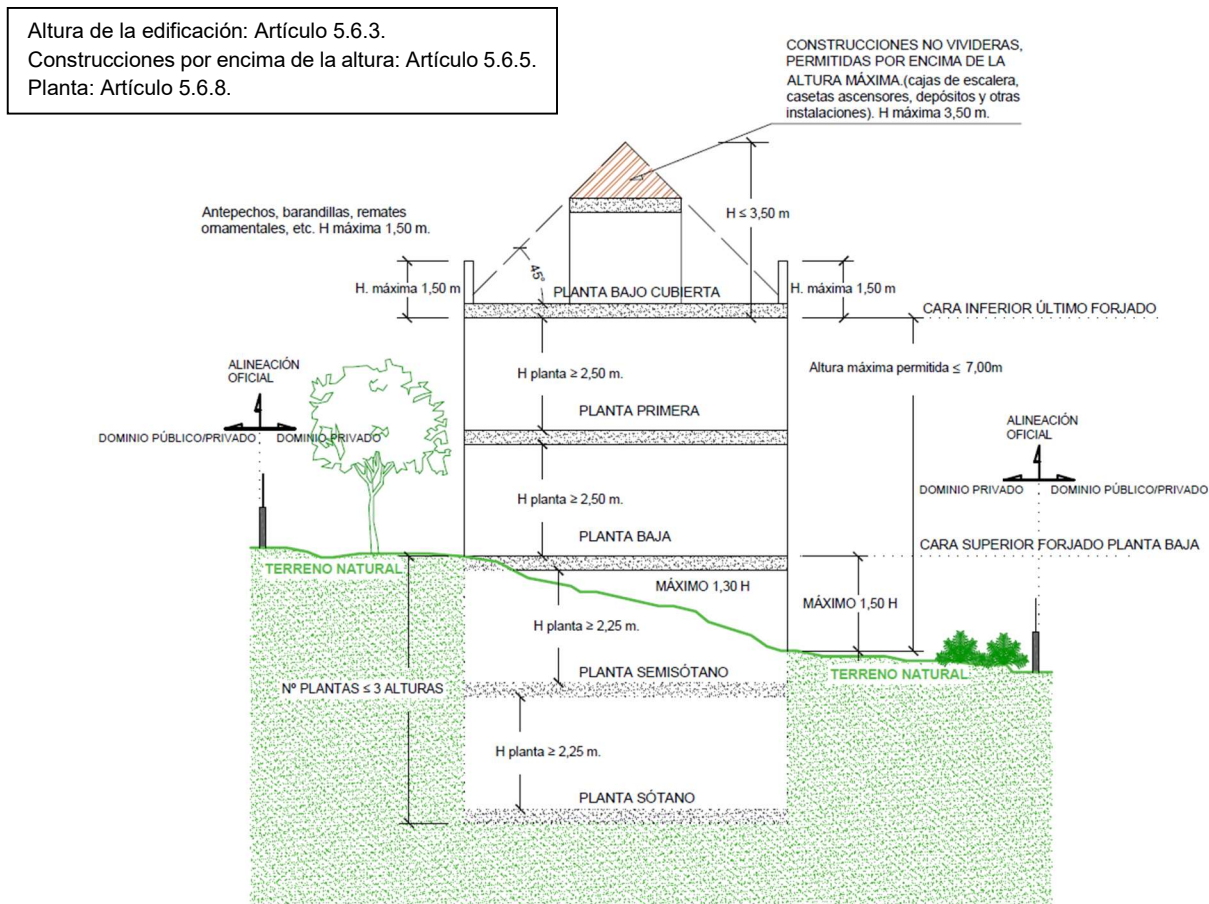 Altura de la edificación: Artículo 5.6.3.
Construcciones por encima de la altura: Artículo 5.6.5.
Planta: Artículo 5.6.8.
CONSTRUCCIONES NO VIVIDERAS,
PERMITIDAS POR ENCIMA DE LA
ALTURA MÁXIMA.(cajas de escalera,
casetas ascensores, depósitos y otras
instalaciones). H máxima 3,50 m.
Antepechos, barandillas, remates
ornamentales, etc. H máxima 1,50 m.
H ≤ 3,50 m
45°
H. máxima 1,50 m
PLANTA BAJO CUBIERTA
H. máxima 1,50 m
CARA INFERIOR ÚLTIMO FORJADO
ALINEACIÓN
OFICIAL
H planta ≥ 2,50 m.
Altura máxima permitida ≤ 7,00m
PLANTA PRIMERA
DOMINIO PÚBLICO/PRIVADO
DOMINIO PRIVADO
ALINEACIÓN
OFICIAL
DOMINIO PRIVADO
DOMINIO PÚBLICO/PRIVADO
H planta ≥ 2,50 m.
PLANTA BAJA
CARA SUPERIOR FORJADO PLANTA BAJA
TERRENO NATURAL
MÁXIMO 1,30 H
MÁXIMO 1,50 H
H planta ≥ 2,25 m.
PLANTA SEMISÓTANO
TERRENO NATURAL
Nº PLANTAS ≤ 3 ALTURAS
H planta ≥ 2,25 m.
PLANTA SÓTANO